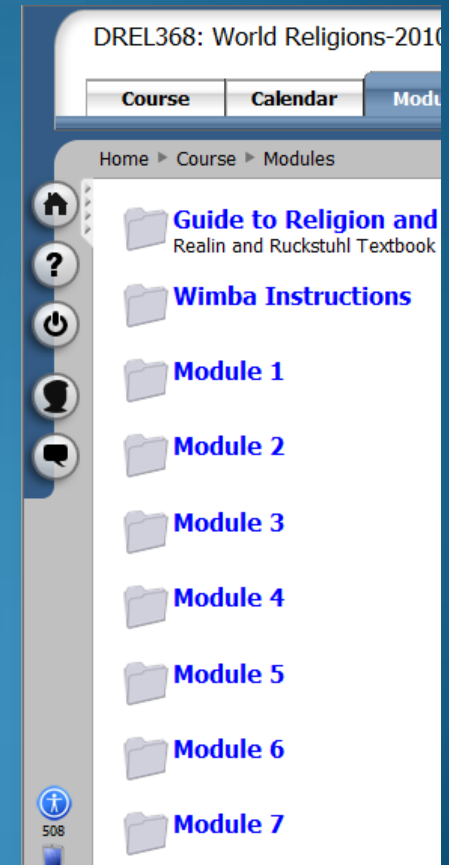 DREL368: World Religions-2010
Course Calendar Modu
Home ▶ Course ▶ Modules
Guide to Religion and
Realin and Ruckstuhl Textbook
?
Wimba Instructions
Module 1
Module 2
Module 3
Module 4
Module 5
Module 6
508
Module 7